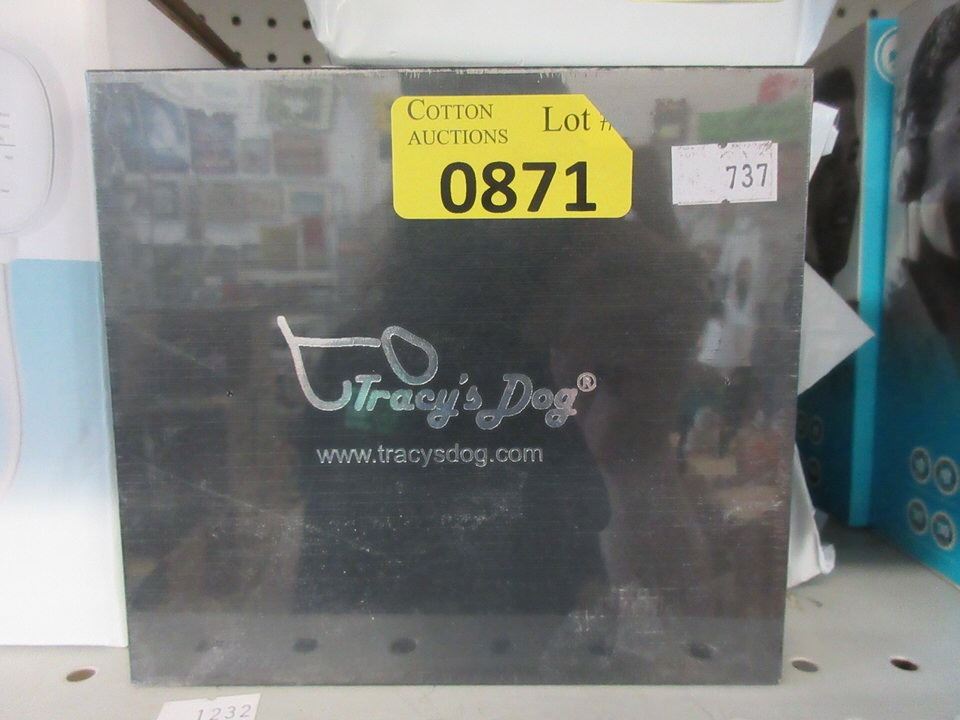 COTTON
AUCTIONS
Lot #
0871
737
Tracy's Dog®
www.tracysdog.com
1232